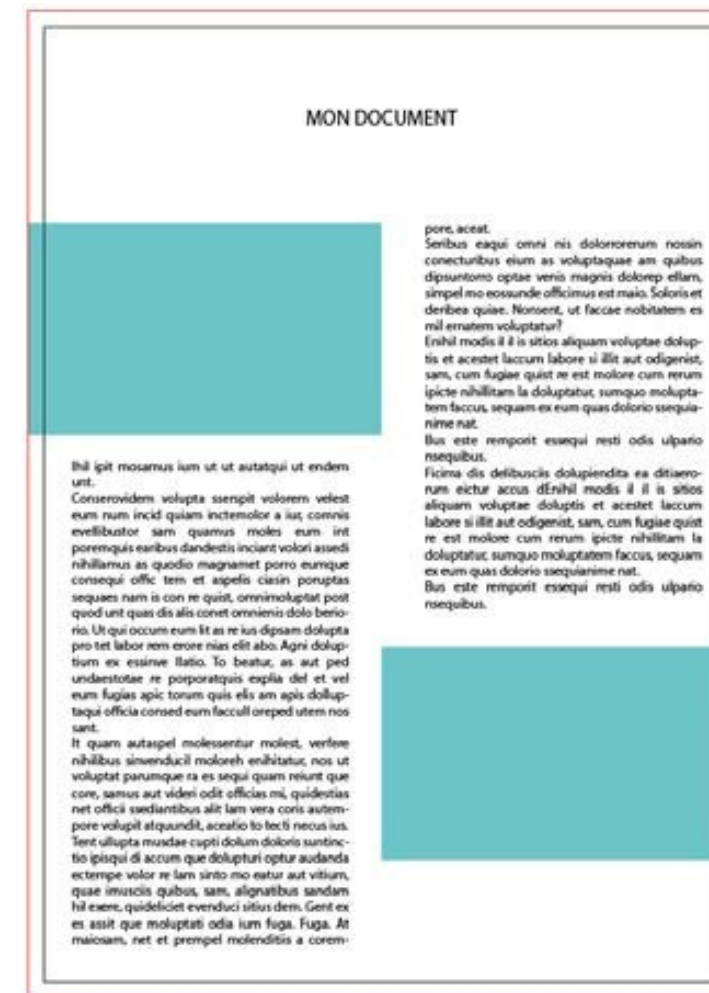 MON DOCUMENT
Ihil ipit mosamus ium ut ut autatqui ut endem
unt.
Conserovidem volupta sserspit volorem velest
eum num incid quiam inctemolor a iur, comnis
evellibustor sam quamus moles eum int
poremquis earibus dandestis inciant volori assedi
nihillamus as quodio magnamet porro eumque
consequi offic tem et aspelis ciasin poruptas
sequaes nam is con re quist, omnimoluptat post
quod unt quas dis alis conet omnienis dolo berio-
rio. Ut qui occum eum lit as re ius dipsam dolupta
pro tet labor rem erore nias elit abo. Agni dolup-
tium ex essinve llatio. To beatur, as aut ped
undaestotae re porporatquis explia del et vel
eum fugias apic torum quis elis am apis dollup-
taqui officia consed eum faccull oreped utem nos
sant.
It quam autaspel molessentur molest, verfere
nihilibus sinvenducil moloreh enihitatur, nos ut
voluptat parumque ra es sequi quam reiunt que
core, samus aut videri odit officias mi, quidestias
net officii ssediantibus alit lam vera coris autem-
pore volupit atquundit, aceatio to tecti necus ius.
Tent ullupta musdae cupti dolum doloris suntinc-
tio ipisqui di accum que dolupturi optur audanda
ectempe volor re lam sinto mo eatur aut vitium,
quae imusciis quibus, sam, alignatibus sandam
hil exere, quideliciet evenduci sitius dem. Gent ex
es assit que moluptati odia ium fuga. Fuga. At
maiosam, net et prempel molenditiis a corem-
pore, aceat.
Seribus eaqui omni nis dolorrorerum nossin
conecturibus eium as voluptaquae am quibus
dipsuntorro optae venis magnis dolorep ellam,
simpel mo eossunde officimus est maio. Soloris et
deribea quiae. Nonsent, ut faccae nobitatem es
mil ernatem voluptatur?
Enihil modis il il is sitios aliquam voluptae dolup-
tis et acestet laccum labore si illit aut odigenist,
sam, cum fugiae quist re est molore cum rerum
ipicte nihillitam la doluptatur, sumquo molupta-
tem faccus, sequam ex eum quas dolorio ssequia-
nime nat.
Bus este remporit essequi resti odis ulpario
nsequibus.
Ficima dis delibusciis dolupiendita ea ditiaero-
rum eictur accus dEnihil modis il il is sitios
aliquam voluptae doluptis et acestet laccum
labore si illit aut odigenist, sam, cum fugiae quist
re est molore cum rerum ipicte nihillitam la
doluptatur, sumquo moluptatem faccus, sequam
ex eum quas dolorio ssequianime nat.
Bus este remporit essequi resti odis ulpario
nsequibus.